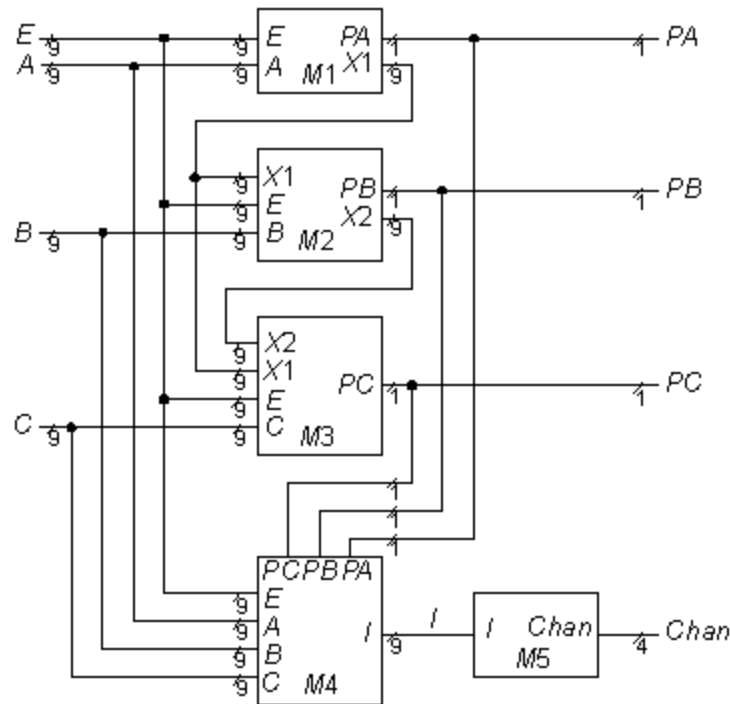 E 9 9 E PA 1 1 PA
A 9 9 A X1 9
M1
9 X1
9 E PB 1 1 PB
B 9 9 B X2 9
M2
9 X2
9 X1
9 E PC 1 1 PC
C 9 9 C
M3
1
1
1
PC PB PA
9 E
9 A I 9 I I Chan 4 Chan
9 B M5
9 C M4